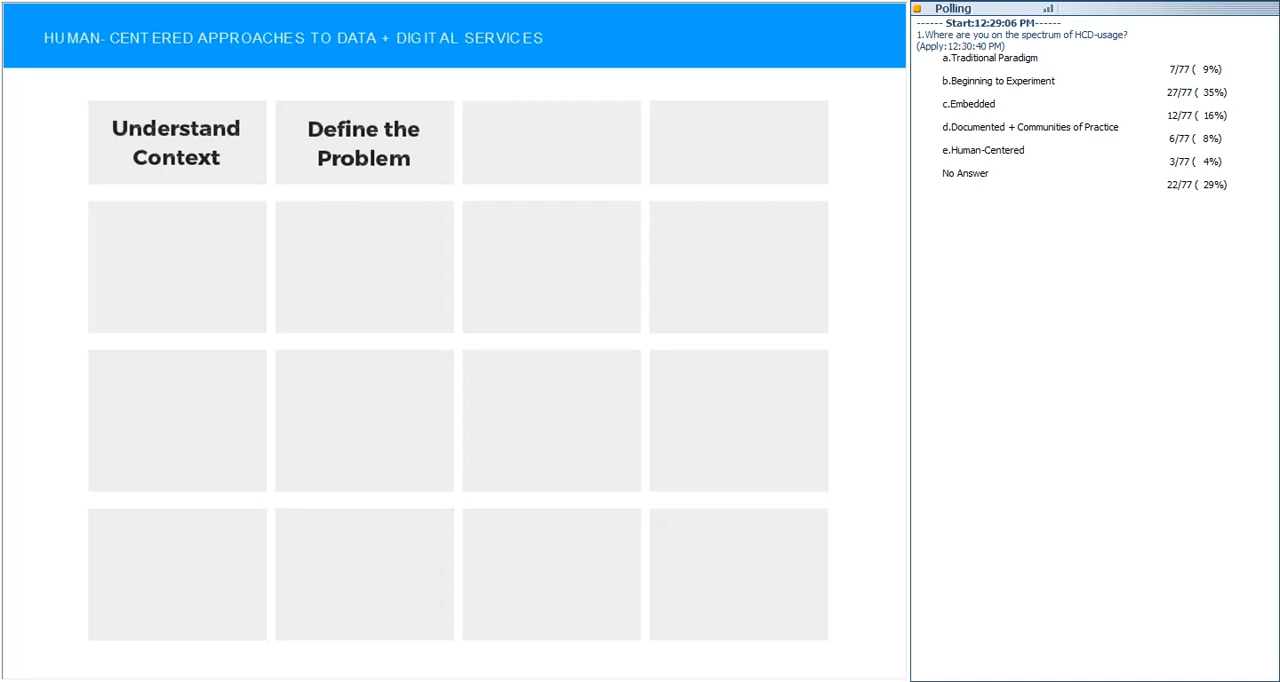 HUMAN- CENTERED APPROACHES TO DATA + DIGITAL SERVICES
Understand
Context
Define the
Problem
Polling
------ Start:12:29:06 PM------
1.Where are you on the spectrum of HCD-usage?
(Apply:12:30:40 PM)
a.Traditional Paradigm
7/77 ( 9%)
b.Beginning to Experiment
27/77 ( 35%)
c.Embedded
12/77 ( 16%)
d.Documented + Communities of Practice
6/77 ( 8%)
e.Human-Centered
3/77 ( 4%)
No Answer
22/77 ( 29%)